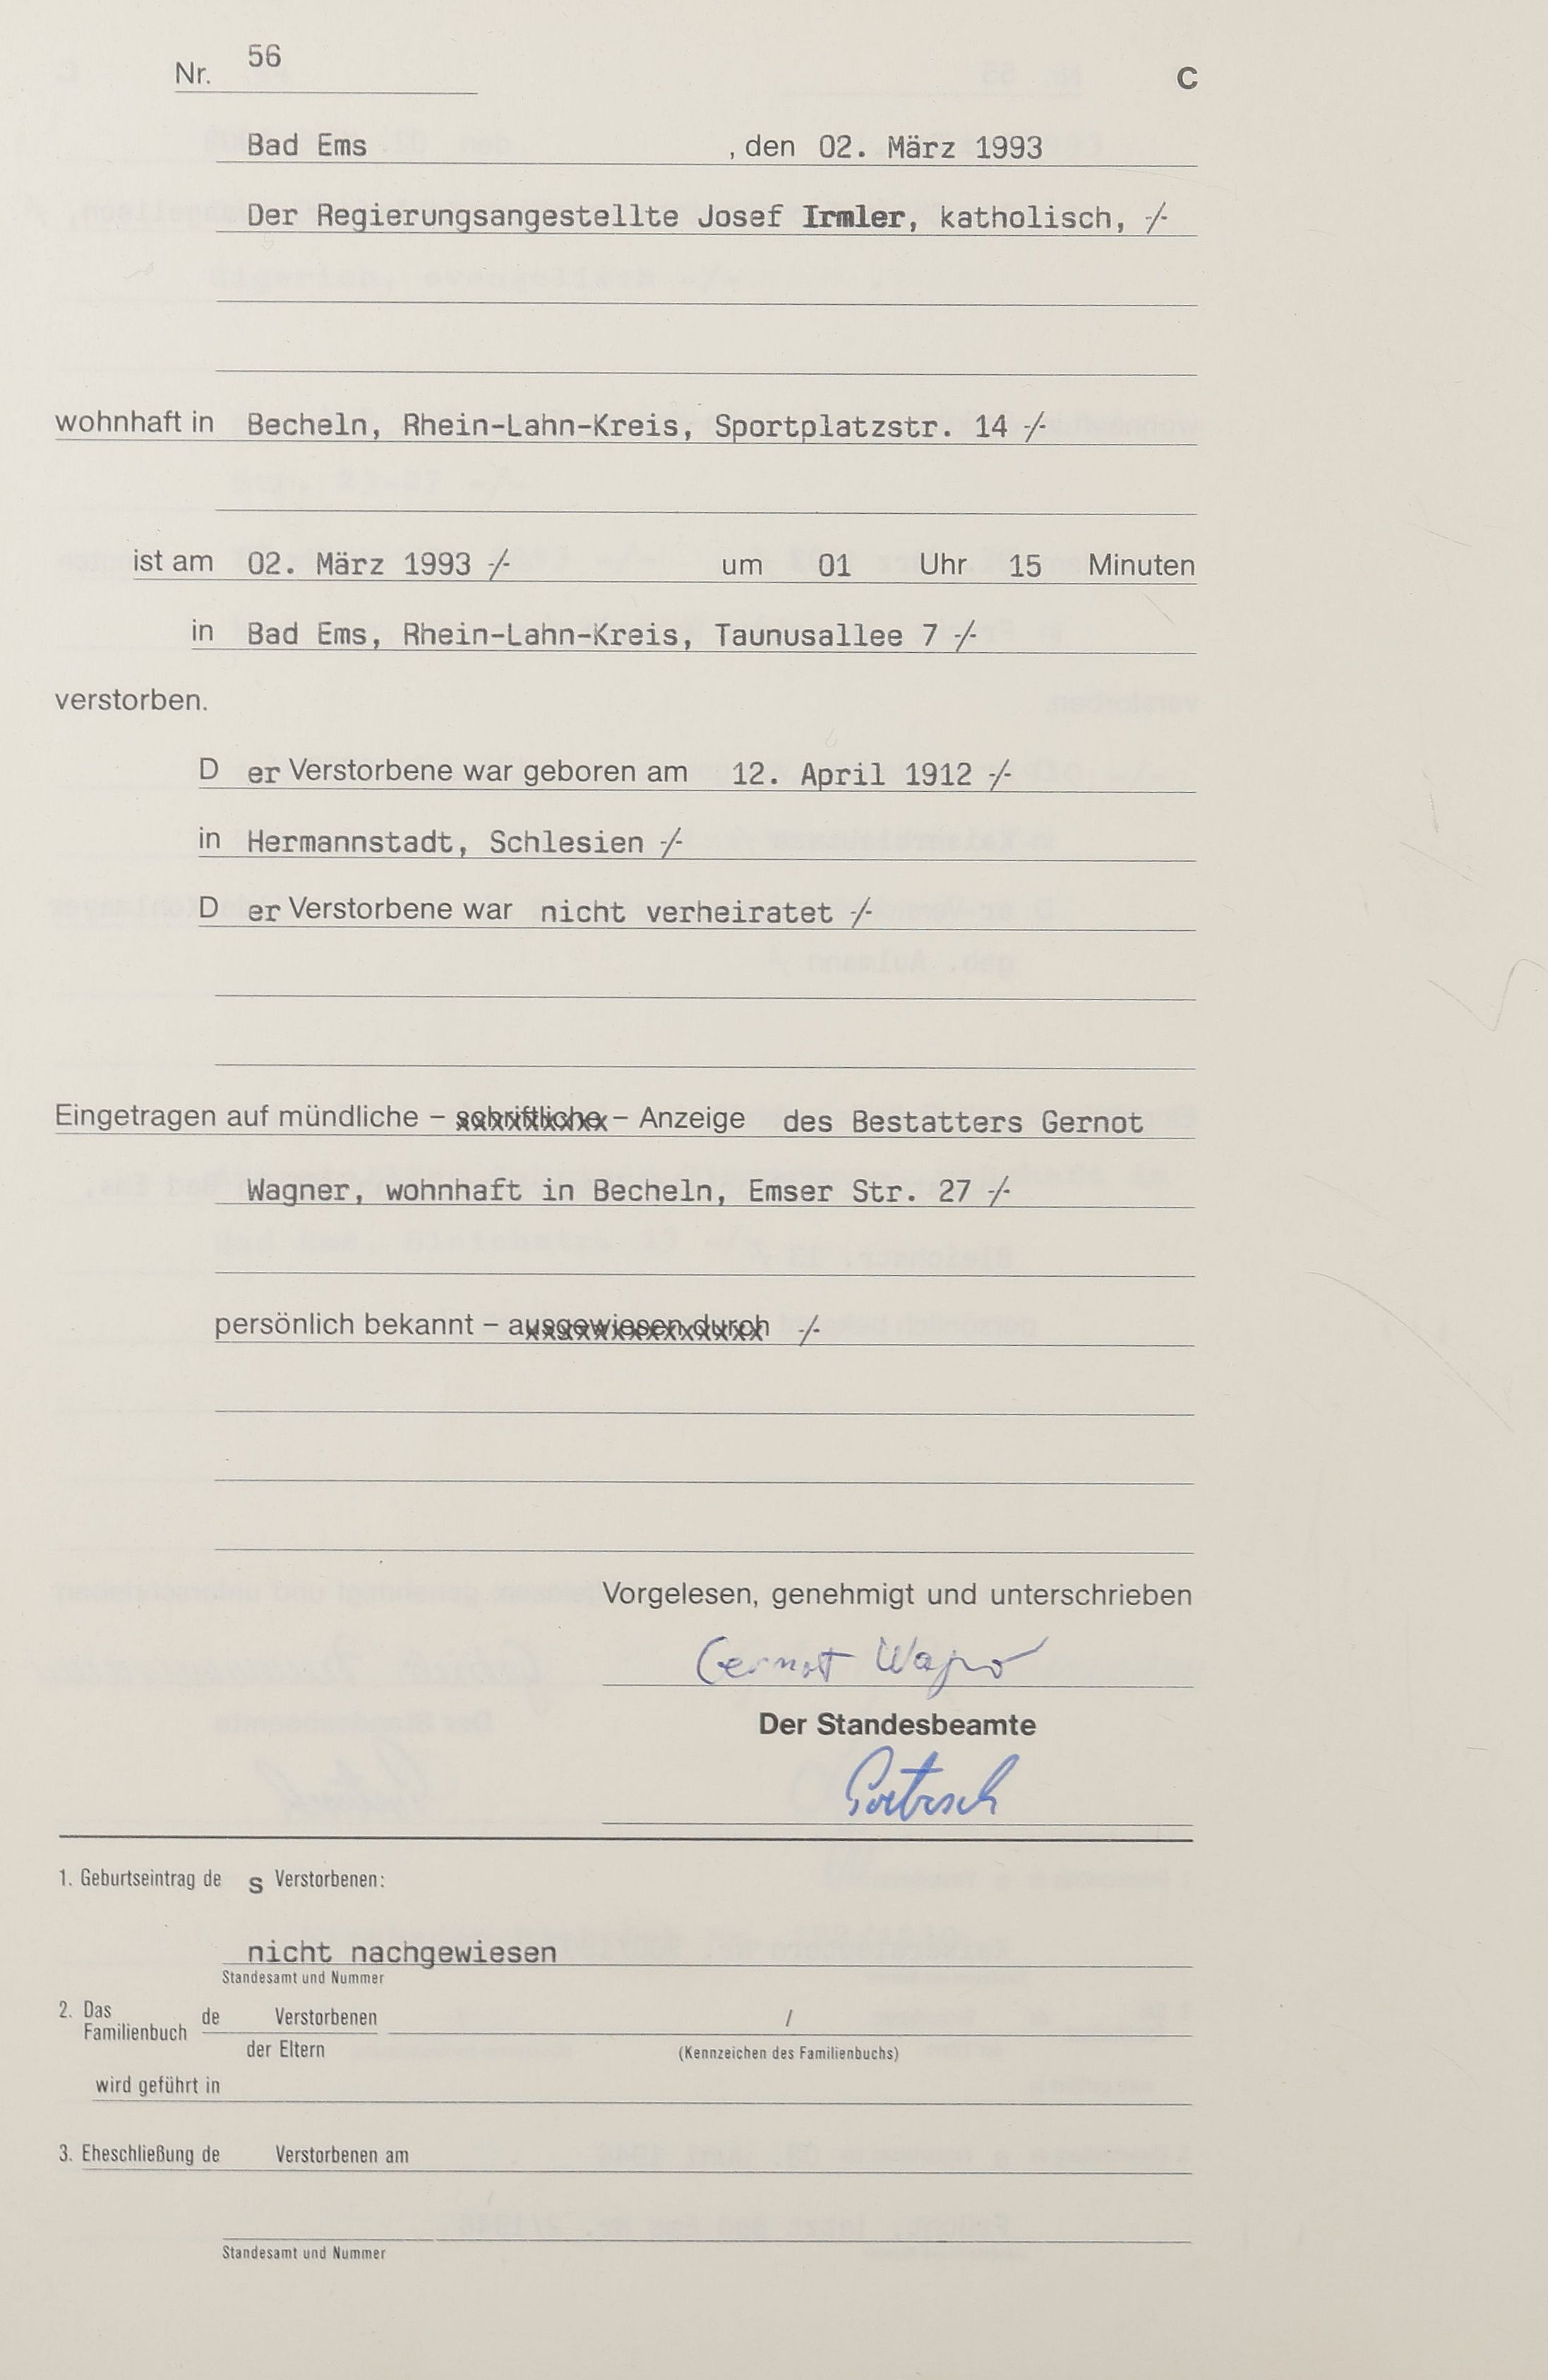 Nr. 56 C
Bad Ems , den 02. März 1993
Der Regierungsangestellte Josef Irmler, katholisch, -/-
wohnhaft in Becheln, Rhein-Lahn-Kreis, Sportplatzstr. 14 -/-
ist am 02. März 1993 -/- um 01 Uhr 15 Minuten
in Bad Ems, Rhein-Lahn-Kreis, Taunusallee 7 -/-
verstorben.
D er Verstorbene war geboren am 12. April 1912 -/-
in Hermannstadt, Schlesien -/-
D er Verstorbene war nicht verheiratet -/-
Eingetragen auf mündliche – schriftliche – Anzeige des Bestatters Gernot
Wagner, wohnhaft in Becheln, Emser Str. 27 -/-
persönlich bekannt – ausgewiesen durch -/-
Vorgelesen, genehmigt und unterschrieben
Gernot Wagner
Der Standesbeamte
1. Geburtseintrag de s Verstorbenen:
nicht nachgewiesen
Standesamt und Nummer
2. Das Familienbuch de Verstorbenen /
der Eltern (Kennzeichen des Familienbuchs)
wird geführt in
3. Eheschließung de Verstorbenen am
Standesamt und Nummer